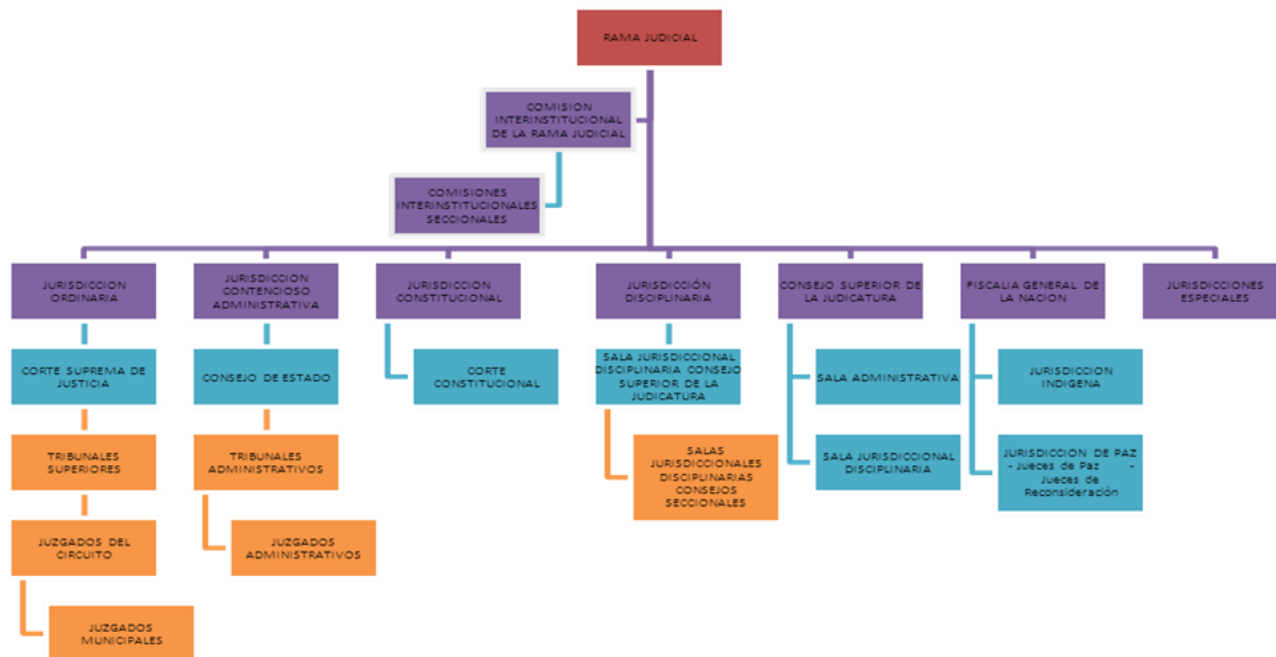 RAMA JUDICIAL
COMISION
INTERINSTITUCIONAL
DE LA RAMA JUDICIAL
COMISIONES
INTERINSTITUCIONALES
SECCIONALES
JURISDICCION
ORDINARIA
JURISDICCION
CONTENCIOSO
ADMINISTRATIVA
JURISDICCION
CONSTITUCIONAL
JURISDICCIÓN
DISCIPLINARIA
CONSEJO SUPERIOR DE
LA JUDICATURA
FISCALIA GENERAL DE
LA NACION
JURISDICCIONES
ESPECIALES
CORTE SUPREMA DE
JUSTICIA
CONSEJO DE ESTADO
CORTE
CONSTITUCIONAL
SALA JURISDICCIONAL
DISCIPLINARIA CONSEJO
SUPERIOR DE LA
JUDICATURA
SALA ADMINISTRATIVA
JURISDICCION
INDIGENA
TRIBUNALES
SUPERIORES
TRIBUNALES
ADMINISTRATIVOS
SALAS
JURISDICCIONALES
DISCIPLINARIAS
CONSEJOS
SECCIONALES
SALA JURISDICCIONAL
DISCIPLINARIA
JURISDICCION DE PAZ
- Jueces de Paz -
Jueces de
Reconsideración
JUZGADOS DEL
CIRCUITO
JUZGADOS
ADMINISTRATIVOS
JUZGADOS
MUNICIPALES